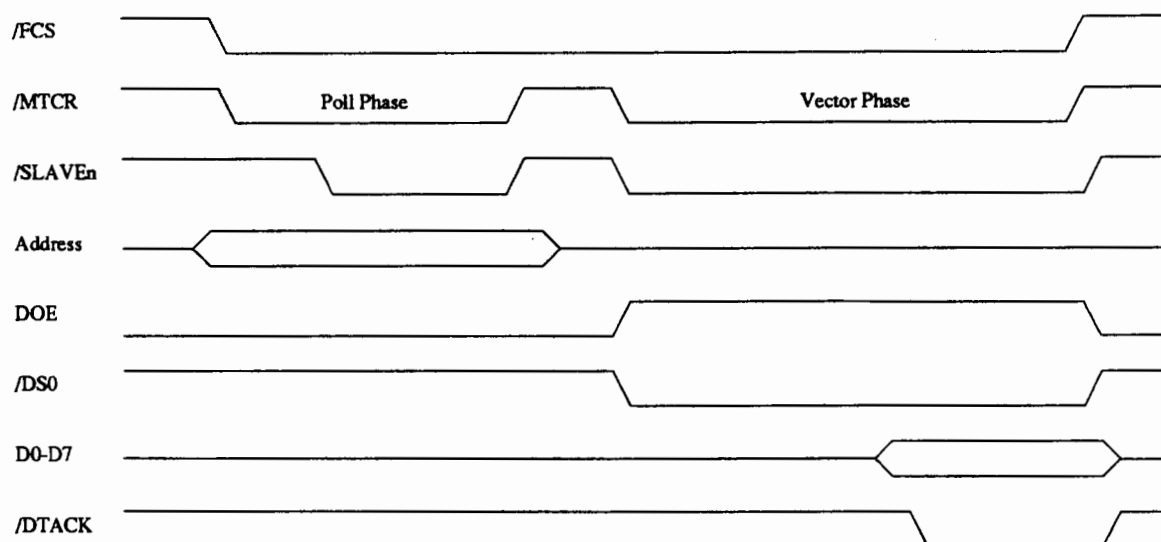 /FCS
/MTCR Poll Phase Vector Phase
/SLAVEn
Address
DOE
/DS0
D0-D7
/DTACK